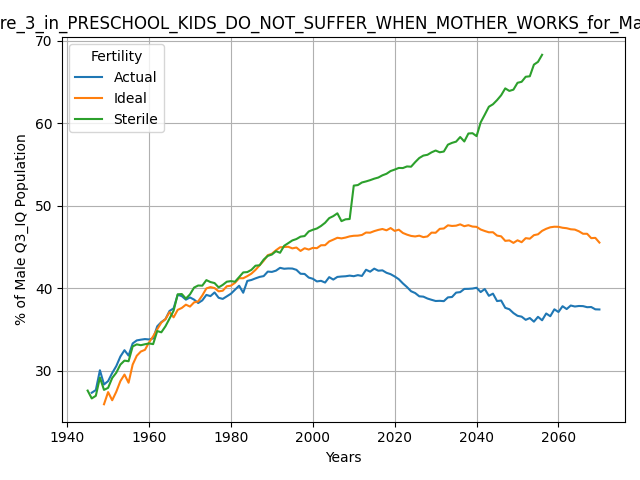 re_3_in_PRESCHOOL_KIDS_DO_NOT_SUFFER_WHEN_MOTHER_WORKS_for_Ma
70
60
50
40
30
% of Male Q3_IQ Population
Fertility
Actual
Ideal
Sterile
1940 1960 1980 2000 2020 2040 2060
Years